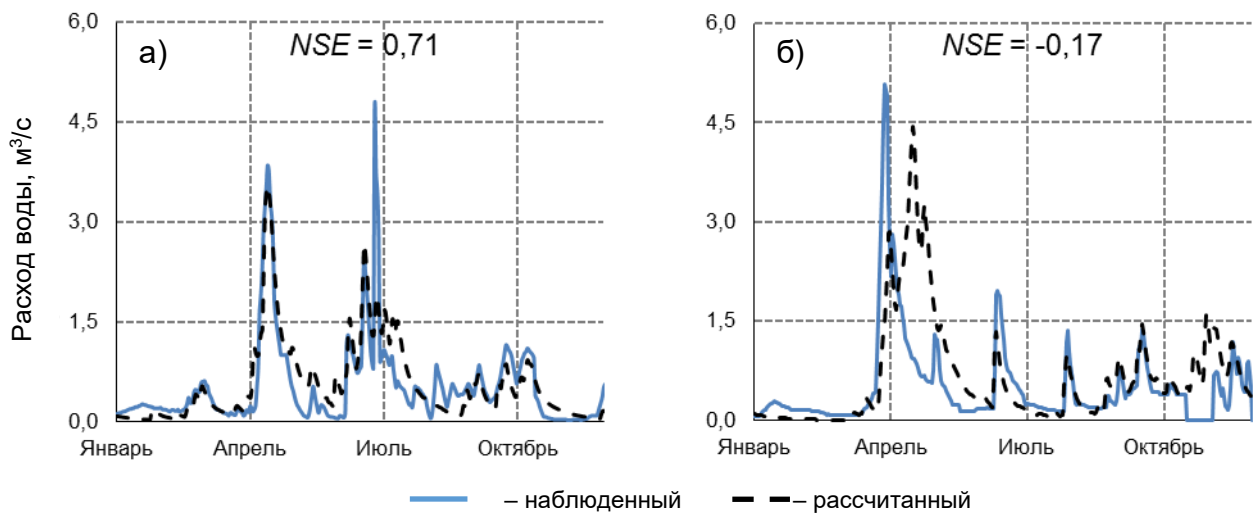 Расход воды, м³/с
6,0
4,5
3,0
1,5
0,0
а)
NSE = 0,71
Январь
Апрель
Июль
Октябрь
6,0
4,5
3,0
1,5
0,0
б)
NSE = -0,17
Январь
Апрель
Июль
Октябрь
– наблюденный
– рассчитанный